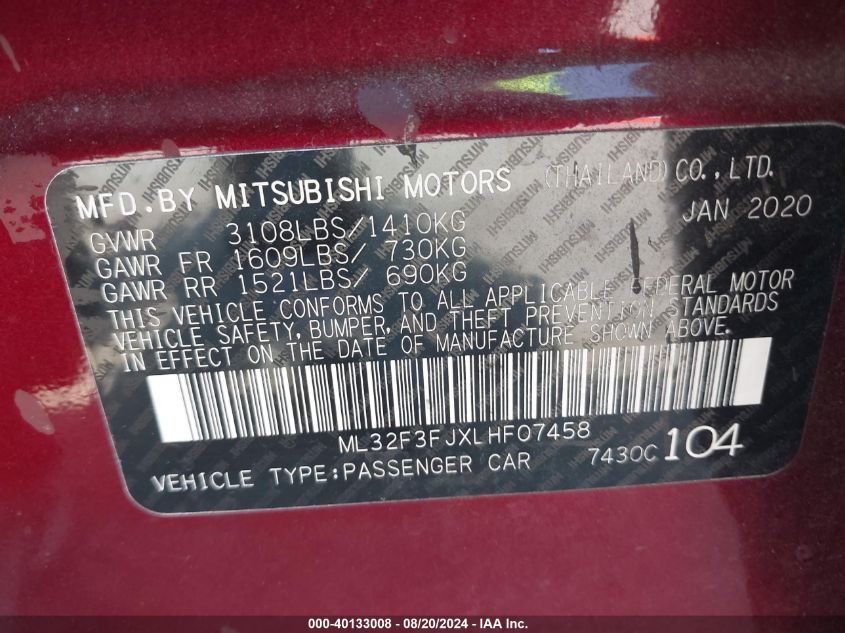 MFD.BY MITSUBISHI MOTORS (THAILAND)CO.,LTD.
JAN 2020
GVWR 3108LBS/1410KG
GAWR FR 1609LBS/ 730KG
GAWR RR 1521LBS/ 690KG
THIS VEHICLE CONFORMS TO ALL APPLICABLE FEDERAL MOTOR
VEHICLE SAFETY, BUMPER, AND THEFT PREVENTION STANDARDS
IN EFFECT ON THE DATE OF MANUFACTURE SHOWN ABOVE.
ML32F3FJXLHF07458
VEHICLE TYPE:PASSENGER CAR 7430C 104
000-40133008 - 08/20/2024 - IAAI.com